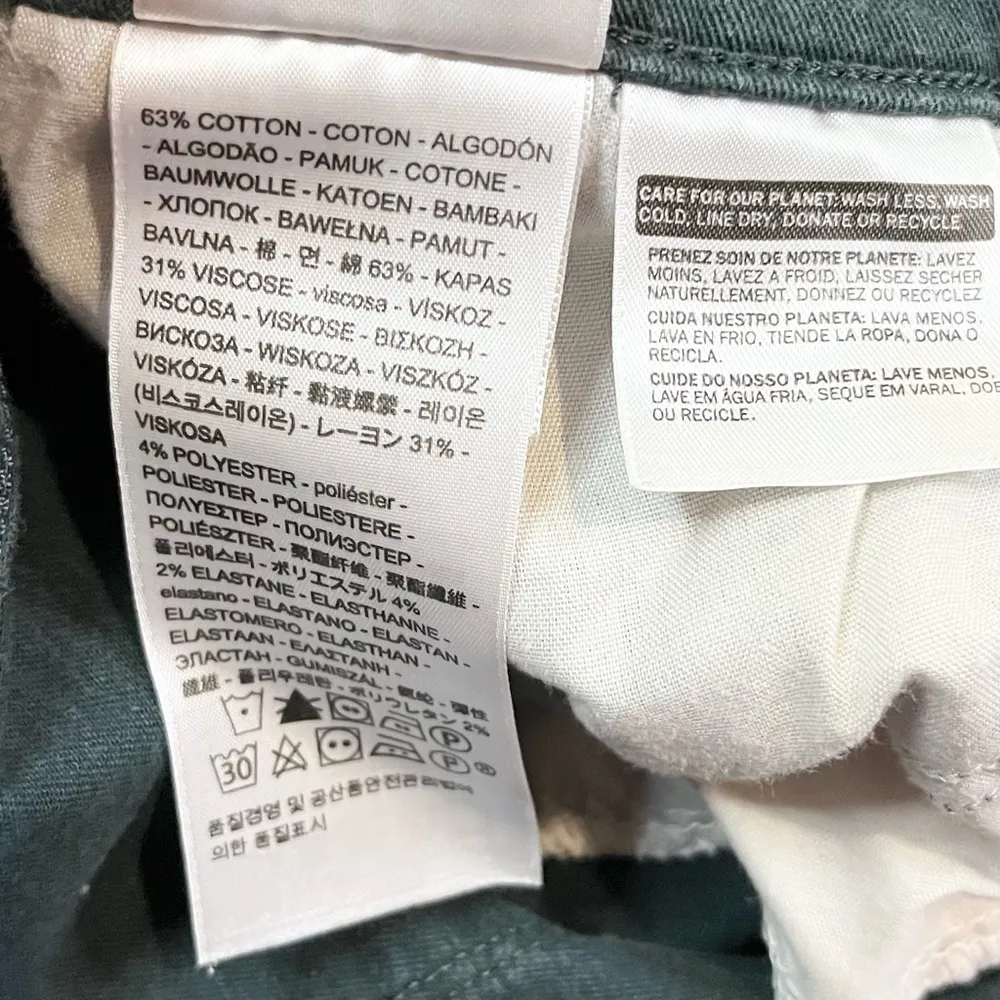 63% COTTON - COTON - ALGODÓN
- ALGODÃO - PAMUK - COTONE -
BAUMWOLLE - KATOEN - BAMBAKI
- ХЛОПОК - BAWEŁNA - PAMUT -
BAVLNA - 棉 - 면 - 綿 63% - KAPAS
31% VISCOSE - viscosa - VİSKOZ -
VISCOSA - VISKOSE - ΒΙΣΚΟΖΗ -
ВИСКОЗА - WISKOZA - VISZKÓZ -
VISKÓZA - 粘纤 - 黏液螺縈 - 레이온
(비스코스레이온) - レーヨン 31% -
VISKOSA
4% POLYESTER - poliéster -
POLIESTER - POLIESTERE -
ΠΟΛΥΕΣΤΕΡ - ПОЛИЭСТЕР -
POLIÉSZTER - 聚酯纤维 - 聚酯纖維 -
폴리에스터 - ポリエステル 4%
2% ELASTANE - ELASTHANNE -
elastano - ELASTANO - ELASTAN -
ELASTOMERO - ELASTHAN -
ELASTAAN - ΕΛΑΣΤΑΝΗ -
ЭЛАСТАН - GUMISZÁL - 氨纶 - 彈性
纖維 - 폴리우레탄 - ポリウレタン 2%
P
30 P ®
품질경영 및 공산품안전관리법에
의한 품질표시
CARE FOR OUR PLANET: WASH LESS, WASH
COLD, LINE DRY, DONATE OR RECYCLE
PRENEZ SOIN DE NOTRE PLANETE: LAVEZ
MOINS, LAVEZ A FROID, LAISSEZ SECHER
NATURELLEMENT, DONNEZ OU RECYCLEZ
CUIDA NUESTRO PLANETA: LAVA MENOS,
LAVA EN FRIO, TIENDE LA ROPA, DONA O
RECICLA.
CUIDE DO NOSSO PLANETA: LAVE MENOS,
LAVE EM ÁGUA FRIA, SEQUE EM VARAL, DOE
OU RECICLE.